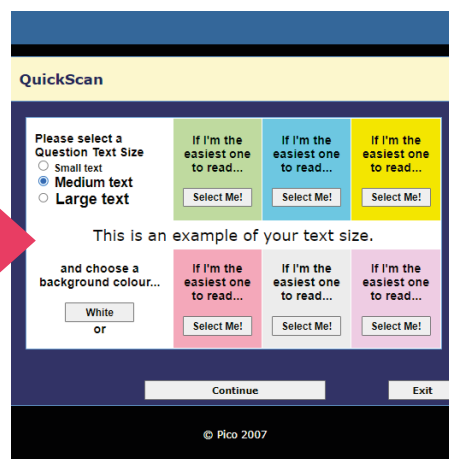 QuickScan
Please select a
Question Text Size
Small text
Medium text
Large text
If I'm the
easiest one
to read...
Select Me!
If I'm the
easiest one
to read...
Select Me!
If I'm the
easiest one
to read...
Select Me!
This is an example of your text size.
and choose a
background colour...
White
or
If I'm the
easiest one
to read...
Select Me!
If I'm the
easiest one
to read...
Select Me!
If I'm the
easiest one
to read...
Select Me!
Continue
Exit
© Pico 2007